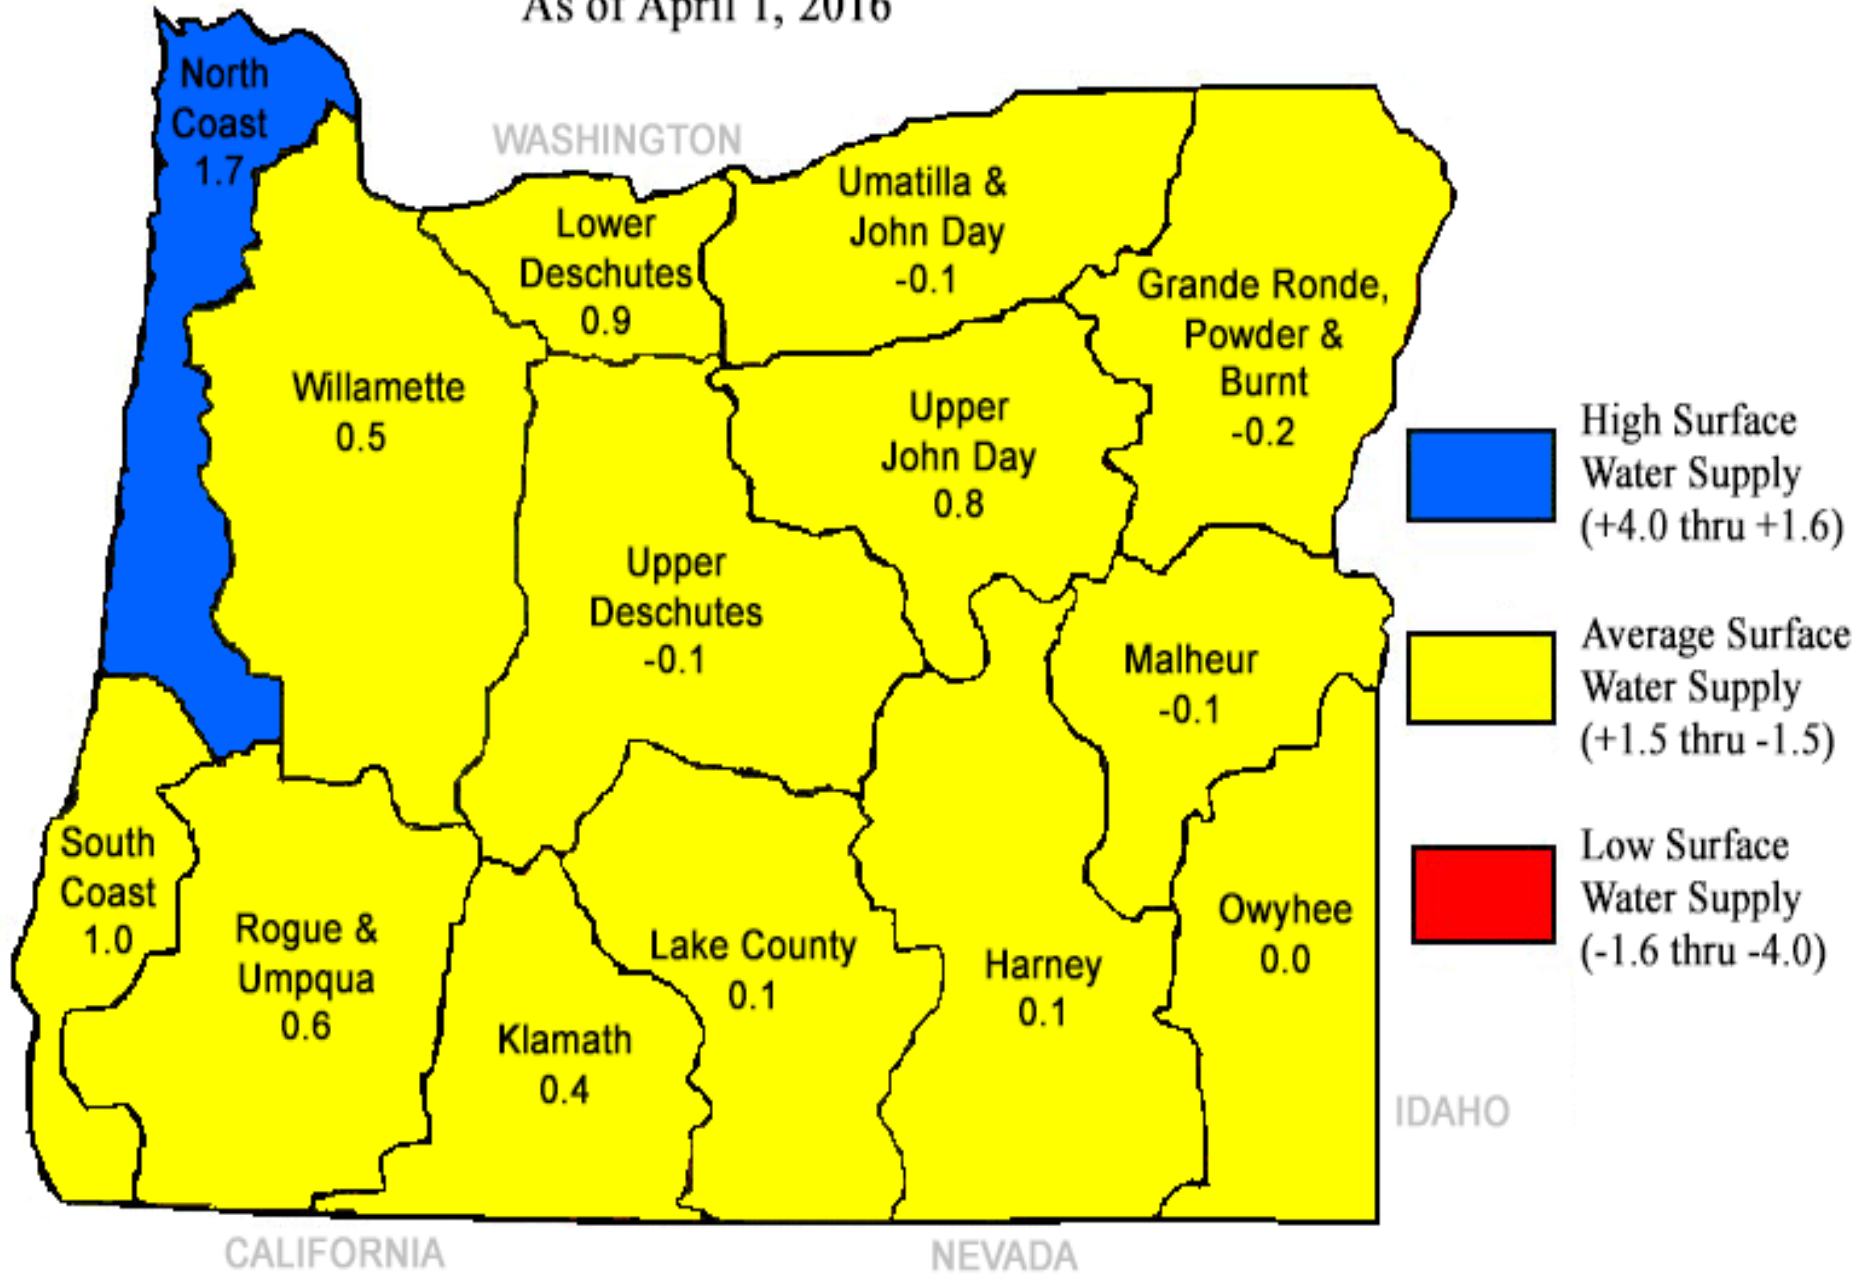 As of April 1, 2016
North
Coast
1.7
WASHINGTON
Lower
Deschutes
0.9
Umatilla &
John Day
-0.1
Grande Ronde,
Powder &
Burnt
-0.2
Willamette
0.5
Upper
John Day
0.8
Upper
Deschutes
-0.1
Malheur
-0.1
South
Coast
1.0
Rogue &
Umpqua
0.6
Klamath
0.4
Lake County
0.1
Harney
0.1
Owyhee
0.0
CALIFORNIA
NEVADA
IDAHO
High Surface
Water Supply
(+4.0 thru +1.6)
Average Surface
Water Supply
(+1.5 thru -1.5)
Low Surface
Water Supply
(-1.6 thru -4.0)